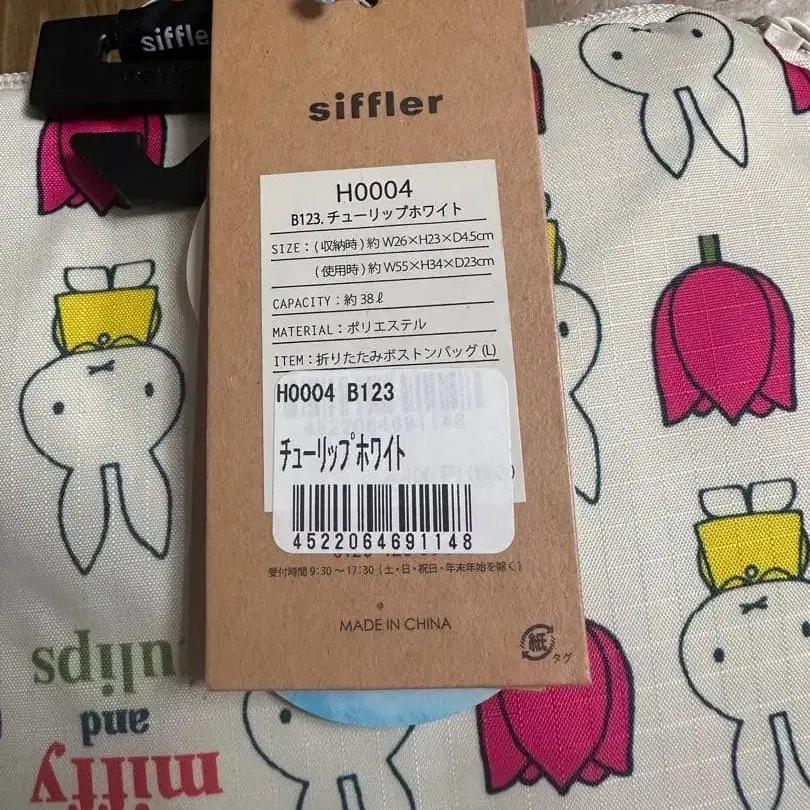 siffler
siffler
H0004
B123.チューリップホワイト
SIZE：(収納時)約 W26×H23×D4.5cm
(使用時)約 W55×H34×D23cm
CAPACITY：約38ℓ
MATERIAL：ポリエステル
ITEM：折りたたみボストンバッグ(L)
H0004 B123
4522064691148
チューリップホワイト
4522064691148
受付時間 9:30～17:30 (土・日・祝日・年末年始を除く)
MADE IN CHINA
紙
タグ
tulips
and
miffy